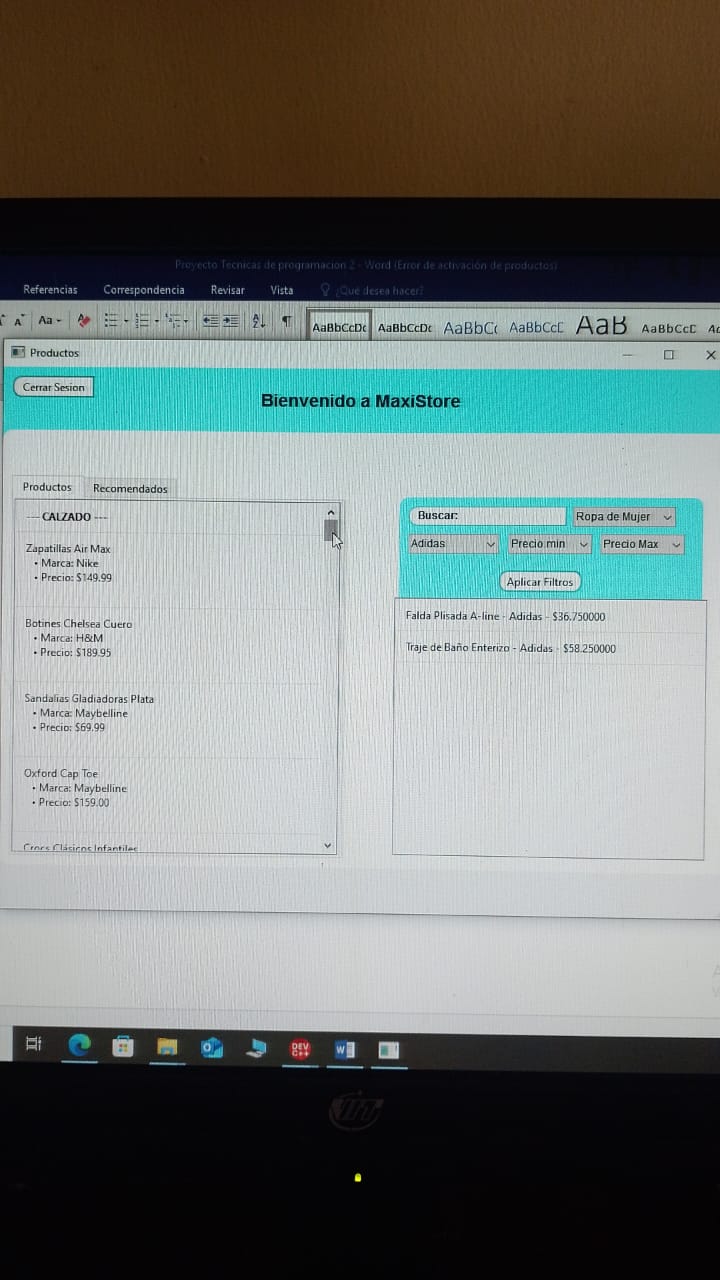 Proyecto Tecnicas de programacion 2 - Word (Error de activación de productos)
Referencias Correspondencia Revisar Vista ¿Qué desea hacer?
Aa AaBbCcDc AaBbCcDc AaBbCc AaBbCcC AaB AaBbCcC
Productos
Cerrar Sesion
Bienvenido a MaxiStore
Productos Recomendados
---- CALZADO ----
Zapatillas Air Max
• Marca: Nike
• Precio: $149.99
Botines Chelsea Cuero
• Marca: H&M
• Precio: $189.95
Sandalias Gladiadoras Plata
• Marca: Maybelline
• Precio: $69.99
Oxford Cap Toe
• Marca: Maybelline
• Precio: $159.00
Crocs Clásicos Infantiles
Buscar: Ropa de Mujer
Adidas Precio min Precio Max
Aplicar Filtros
Falda Plisada A-line - Adidas - $36.750000
Traje de Baño Enterizo - Adidas - $58.250000
DEV
C++
hp